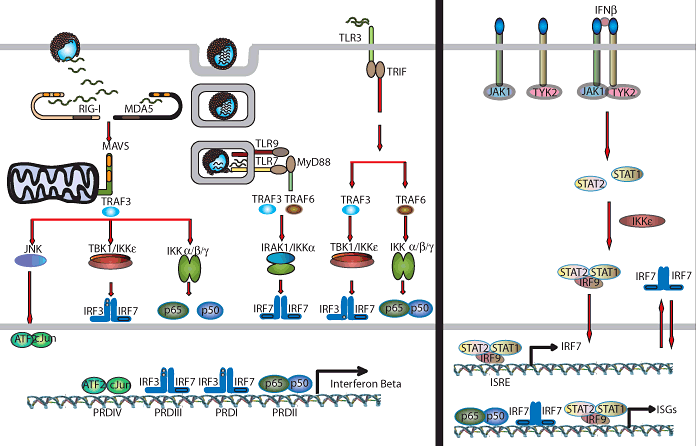 TLR3
TRIF
RIG-I
MDA5
MAVS
TLR9
TLR7
MyD88
TRAF3
TRAF3 TRAF6
TRAF3
TRAF6
JNK
TBK1/IKKε
IKK α/β/γ
IRAK1/IKKα
TBK1/IKKε
IKK α/β/γ
IRF3 IRF7
p65 p50
IRF7 IRF7
IRF3 IRF7
p65 p50
ATF2 cJun
ATF2 cJun
IRF3 IRF7
IRF3 IRF7
p65 p50
Interferon Beta
PRDIV
PRDIII
PRDI
PRDII
IFNβ
JAK1
TYK2
JAK1 TYK2
STAT2
STAT1
IKKε
STAT2 STAT1
IRF9
IRF7 IRF7
STAT2 STAT1
IRF9
IRF7
ISRE
p65 p50
IRF7 IRF7
STAT2 STAT1
IRF9
ISGs